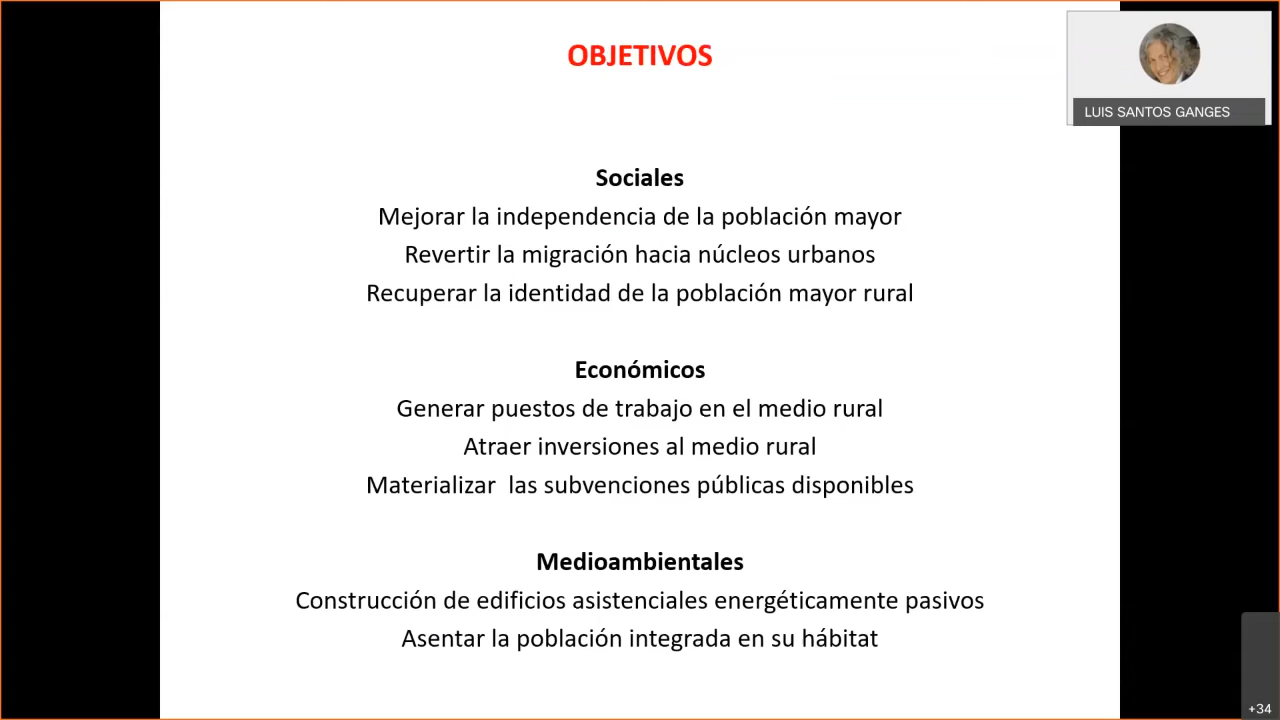 OBJETIVOS
LUIS SANTOS GANGES
Sociales
Mejorar la independencia de la población mayor
Revertir la migración hacia núcleos urbanos
Recuperar la identidad de la población mayor rural
Económicos
Generar puestos de trabajo en el medio rural
Atraer inversiones al medio rural
Materializar  las subvenciones públicas disponibles
Medioambientales
Construcción de edificios asistenciales energéticamente pasivos
Asentar la población integrada en su hábitat
+34